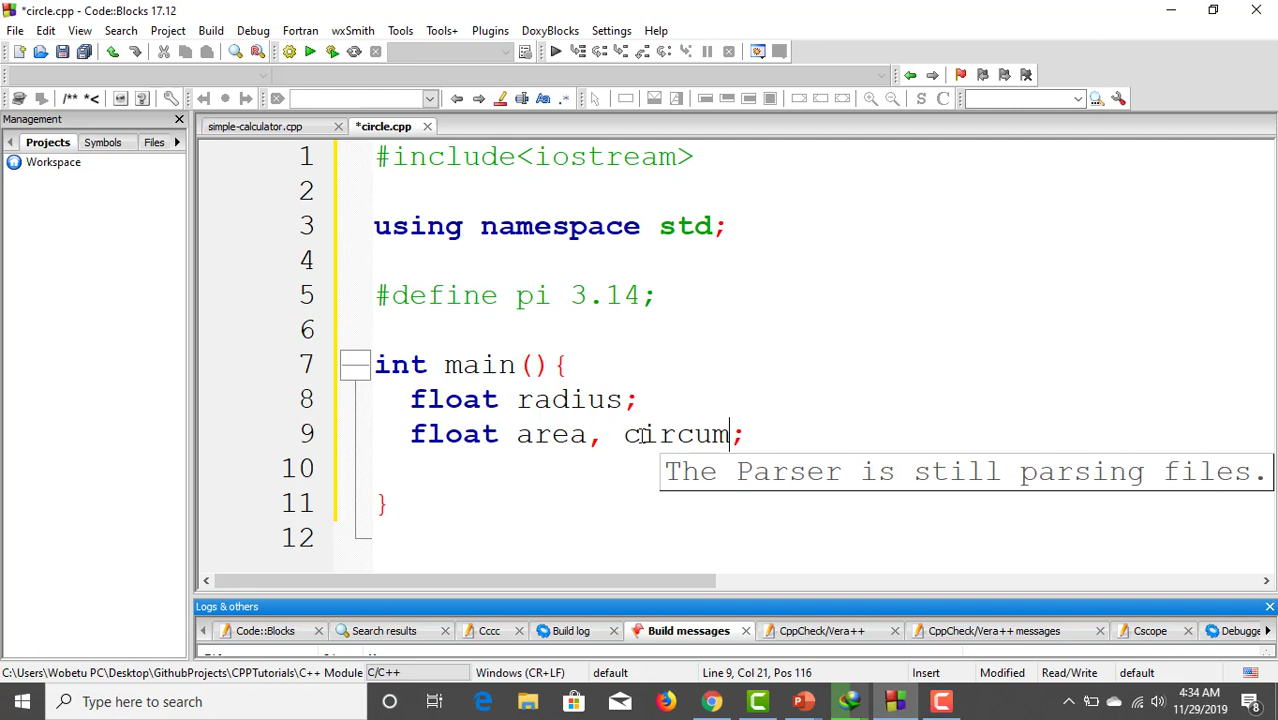 *circle.cpp - Code::Blocks 17.12
File Edit View Search Project Build Debug Fortran wxSmith Tools Tools+ Plugins DoxyBlocks Settings Help
/** *<
S C
Management
Projects Symbols Files
Workspace
simple-calculator.cpp *circle.cpp
1 #include<iostream>
2
3 using namespace std;
4
5 #define pi 3.14;
6
7 int main(){
8 float radius;
9 float area, circum;
The Parser is still parsing files.
10
11 }
12
Logs & others
Code::Blocks Search results Cccc Build log Build messages CppCheck/Vera++ CppCheck/Vera++ messages Cscope Debugge
C:\Users\Wobetu PC\Desktop\GithubProjects\CPPTutorials\C++ Module C/C++ Windows (CR+LF) default Line 9, Col 21, Pos 116 Insert Modified Read/Write default
Type here to search
4:34 AM
11/29/2019
8